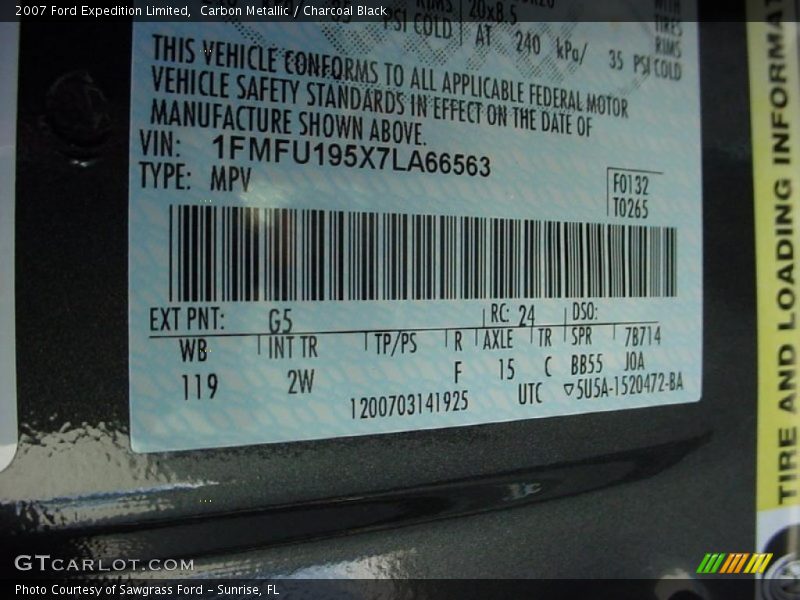 2007 Ford Expedition Limited,  Carbon Metallic / Charcoal Black
RIMS 20x8.5
PSI COLD AT 240 kPa/ 35 PSI COLD
TIRES
RIMS
THIS VEHICLE CONFORMS TO ALL APPLICABLE FEDERAL MOTOR
VEHICLE SAFETY STANDARDS IN EFFECT ON THE DATE OF
MANUFACTURE SHOWN ABOVE.
VIN: 1FMFU195X7LA66563
TYPE: MPV
F0132
T0265
EXT PNT: G5 RC: 24 DSO:
WB INT TR TP/PS R AXLE TR SPR 7B714
119 2W F 15 C BB55 J0A
1200703141925 UTC ▽5U5A-1520472-BA
TIRE AND LOADING INFORMAT
GTCARLOT.COM
Photo Courtesy of Sawgrass Ford - Sunrise, FL